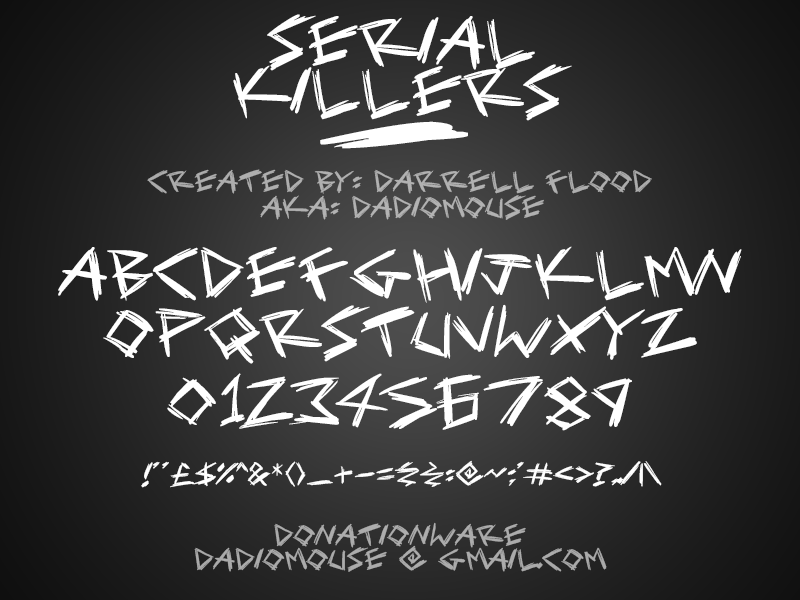 SERIAL
KILLERS
CREATED BY: DARRELL FLOOD
AKA: DADIOMOUSE
ABCDEFGHIJKLMN
OPQRSTUVWXYZ
0123456789
!"£$%^&*()_+-={};:@~;#<>?,./|\
DONATIONWARE
DADIOMOUSE @ GMAIL.COM